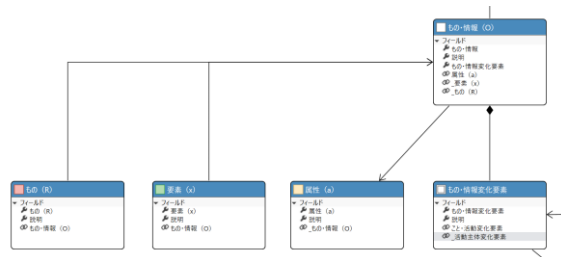 もの・情報 (O)
フィールド
もの・情報
説明
もの・情報変化要素
属性 (a)
_要素 (x)
_もの (R)
もの (R)
フィールド
もの (R)
説明
もの・情報 (O)
要素 (x)
フィールド
要素 (x)
説明
もの・情報 (O)
属性 (a)
フィールド
属性 (a)
説明
_もの・情報 (O)
もの・情報変化要素
フィールド
もの・情報変化要素
説明
こと・活動変化要素
_活動主体変化要素